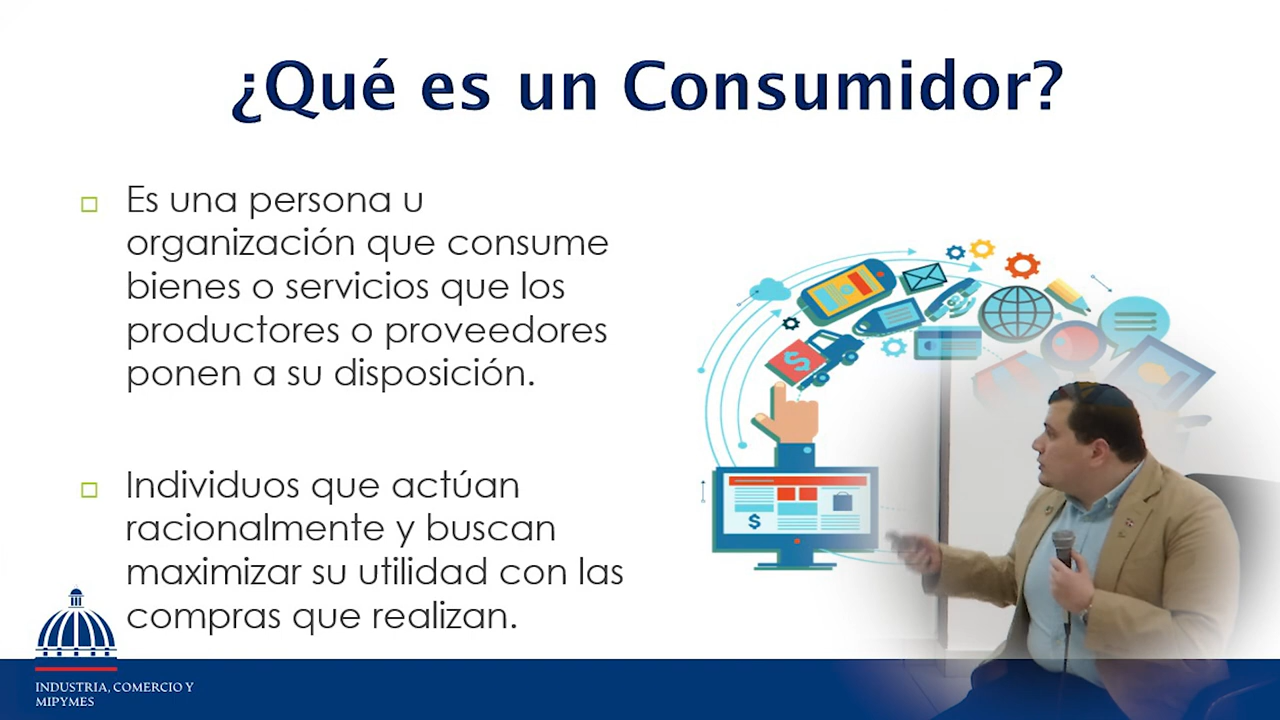 ¿Qué es un Consumidor?
Es una persona u
organización que consume
bienes o servicios que los
productores o proveedores
ponen a su disposición.
Individuos que actúan
racionalmente y buscan
maximizar su utilidad con las
compras que realizan.
$
$
INDUSTRIA, COMERCIO Y
MIPYMES